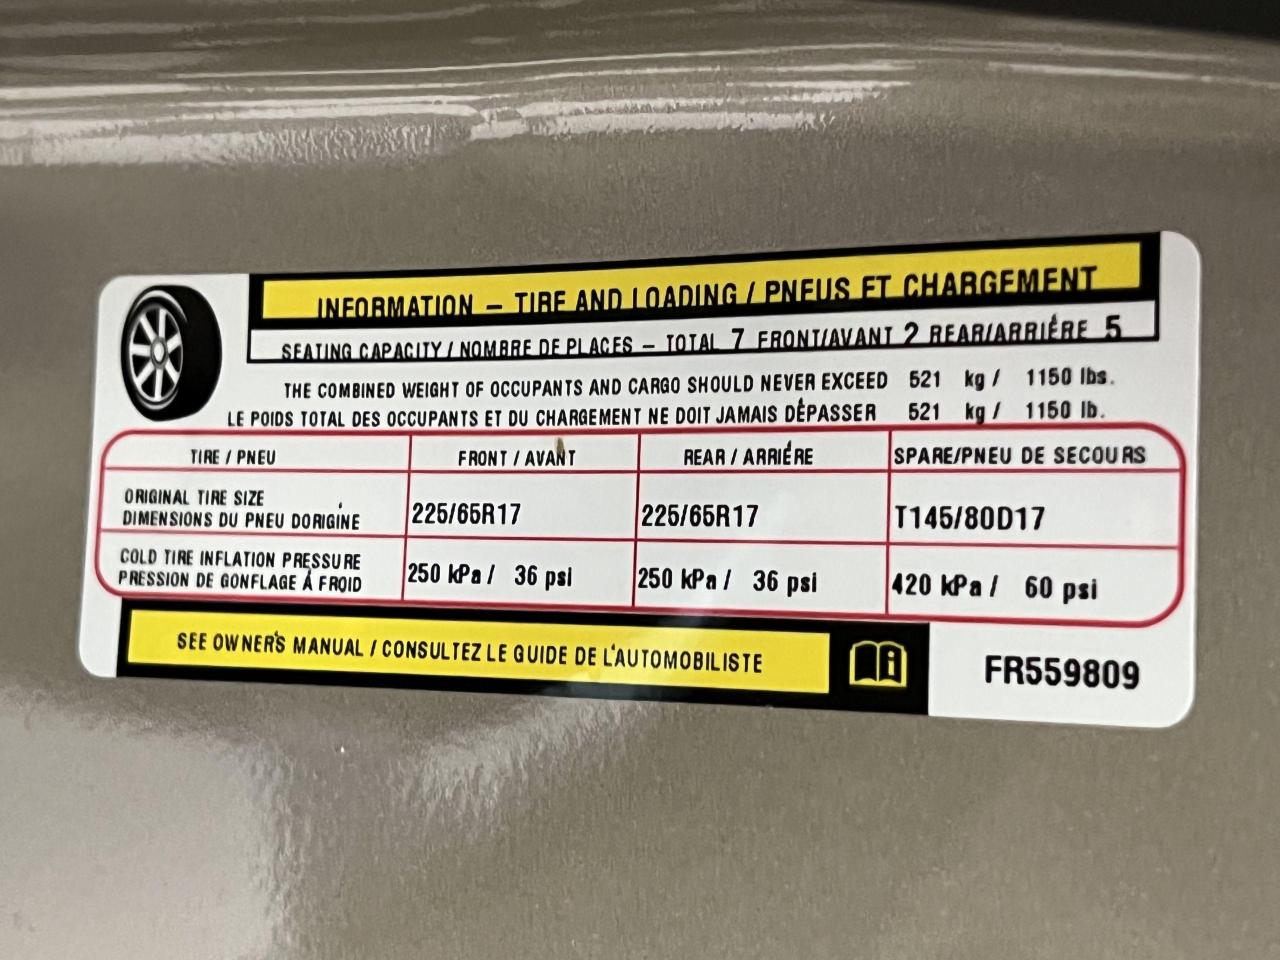 INFORMATION – TIRE AND LOADING / PNEUS ET CHARGEMENT
SEATING CAPACITY / NOMBRE DE PLACES – TOTAL 7 FRONT/AVANT 2 REAR/ARRIÉRE 5
THE COMBINED WEIGHT OF OCCUPANTS AND CARGO SHOULD NEVER EXCEED 521 kg / 1150 lbs.
LE POIDS TOTAL DES OCCUPANTS ET DU CHARGEMENT NE DOIT JAMAIS DÉPASSER 521 kg / 1150 lb.
TIRE / PNEU FRONT / AVANT REAR / ARRIÉRE SPARE/PNEU DE SECOURS
ORIGINAL TIRE SIZE
DIMENSIONS DU PNEU DORIGINE 225/65R17 225/65R17 T145/80D17
COLD TIRE INFLATION PRESSURE
PRESSION DE GONFLAGE Á FROID 250 kPa / 36 psi 250 kPa / 36 psi 420 kPa / 60 psi
SEE OWNER'S MANUAL / CONSULTEZ LE GUIDE DE L'AUTOMOBILISTE
FR559809